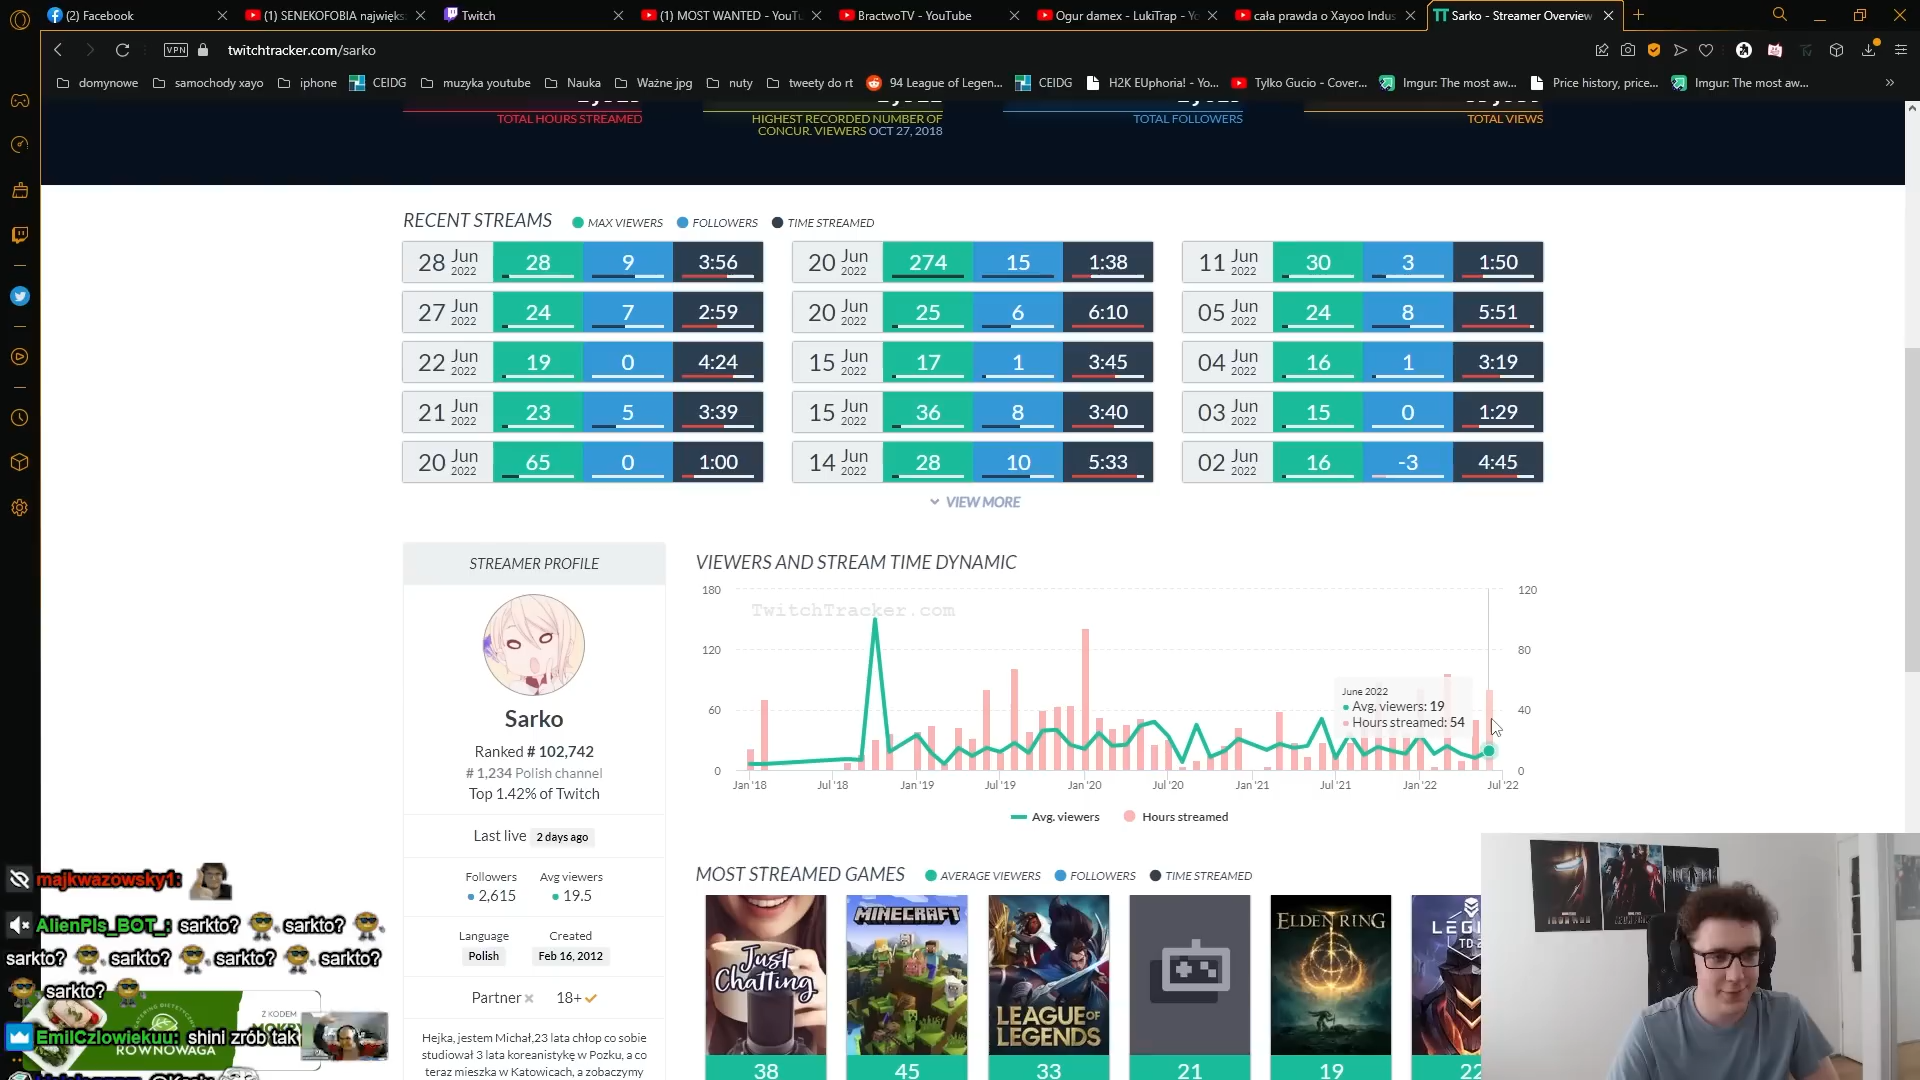 (2) Facebook
(1) SENEKOFOBIA najwięks
Twitch
(1) MOST WANTED - YouTu
BractwoTV - YouTube
Ogur damex - LukiTrap - Yo
cała prawda o Xayoo Indus
Sarko - Streamer Overview
VPN
twitchtracker.com/sarko
domynowe
samochody xayo
iphone
CEIDG
muzyka youtube
Nauka
Ważne jpg
nuty
tweety do rt
94 League of Legen...
CEIDG
H2K EUphoria! - Yo...
Tylko Gucio - Cover...
Imgur: The most aw...
Price history, price...
Imgur: The most aw...
TOTAL HOURS STREAMED
HIGHEST RECORDED NUMBER OF
CONCUR. VIEWERS OCT 27, 2018
TOTAL FOLLOWERS
TOTAL VIEWS
RECENT STREAMS
MAX VIEWERS
FOLLOWERS
TIME STREAMED
28 Jun 2022 28 9 3:56
27 Jun 2022 24 7 2:59
22 Jun 2022 19 0 4:24
21 Jun 2022 23 5 3:39
20 Jun 2022 65 0 1:00
20 Jun 2022 274 15 1:38
20 Jun 2022 25 6 6:10
15 Jun 2022 17 1 3:45
15 Jun 2022 36 8 3:40
14 Jun 2022 28 10 5:33
11 Jun 2022 30 3 1:50
05 Jun 2022 24 8 5:51
04 Jun 2022 16 1 3:19
03 Jun 2022 15 0 1:29
02 Jun 2022 16 -3 4:45
VIEW MORE
STREAMER PROFILE
Sarko
Ranked # 102,742
# 1,234 Polish channel
Top 1.42% of Twitch
Last live 2 days ago
Followers Avg viewers
2,615 19.5
Language Created
Polish Feb 16, 2012
Partner 18+
Hejka, jestem Michał,23 lata chłop co sobie
studiował 3 lata koreanistykę w Pozku, a co
teraz mieszka w Katowicach, a zobaczymy
VIEWERS AND STREAM TIME DYNAMIC
TwitchTracker.com
180
120
60
0
120
80
40
0
June 2022
Avg. viewers: 19
Hours streamed: 54
Jan '18 Jul '18 Jan '19 Jul '19 Jan '20 Jul '20 Jan '21 Jul '21 Jan '22 Jul '22
Avg. viewers Hours streamed
MOST STREAMED GAMES
AVERAGE VIEWERS
FOLLOWERS
TIME STREAMED
Just
Chatting
MINECRAFT
LEAGUE OF
LEGENDS
ELDEN RING
38 45 33 21 19 22
majkwazowsky1:
AlienPls_BOT_: sarkto? sarkto?
sarkto? sarkto? sarkto? sarkto?
sarkto?
Z KODEM
EmilCzlowiekuu: shini zrób tak
RÓWNOWAGA
IRON MAN